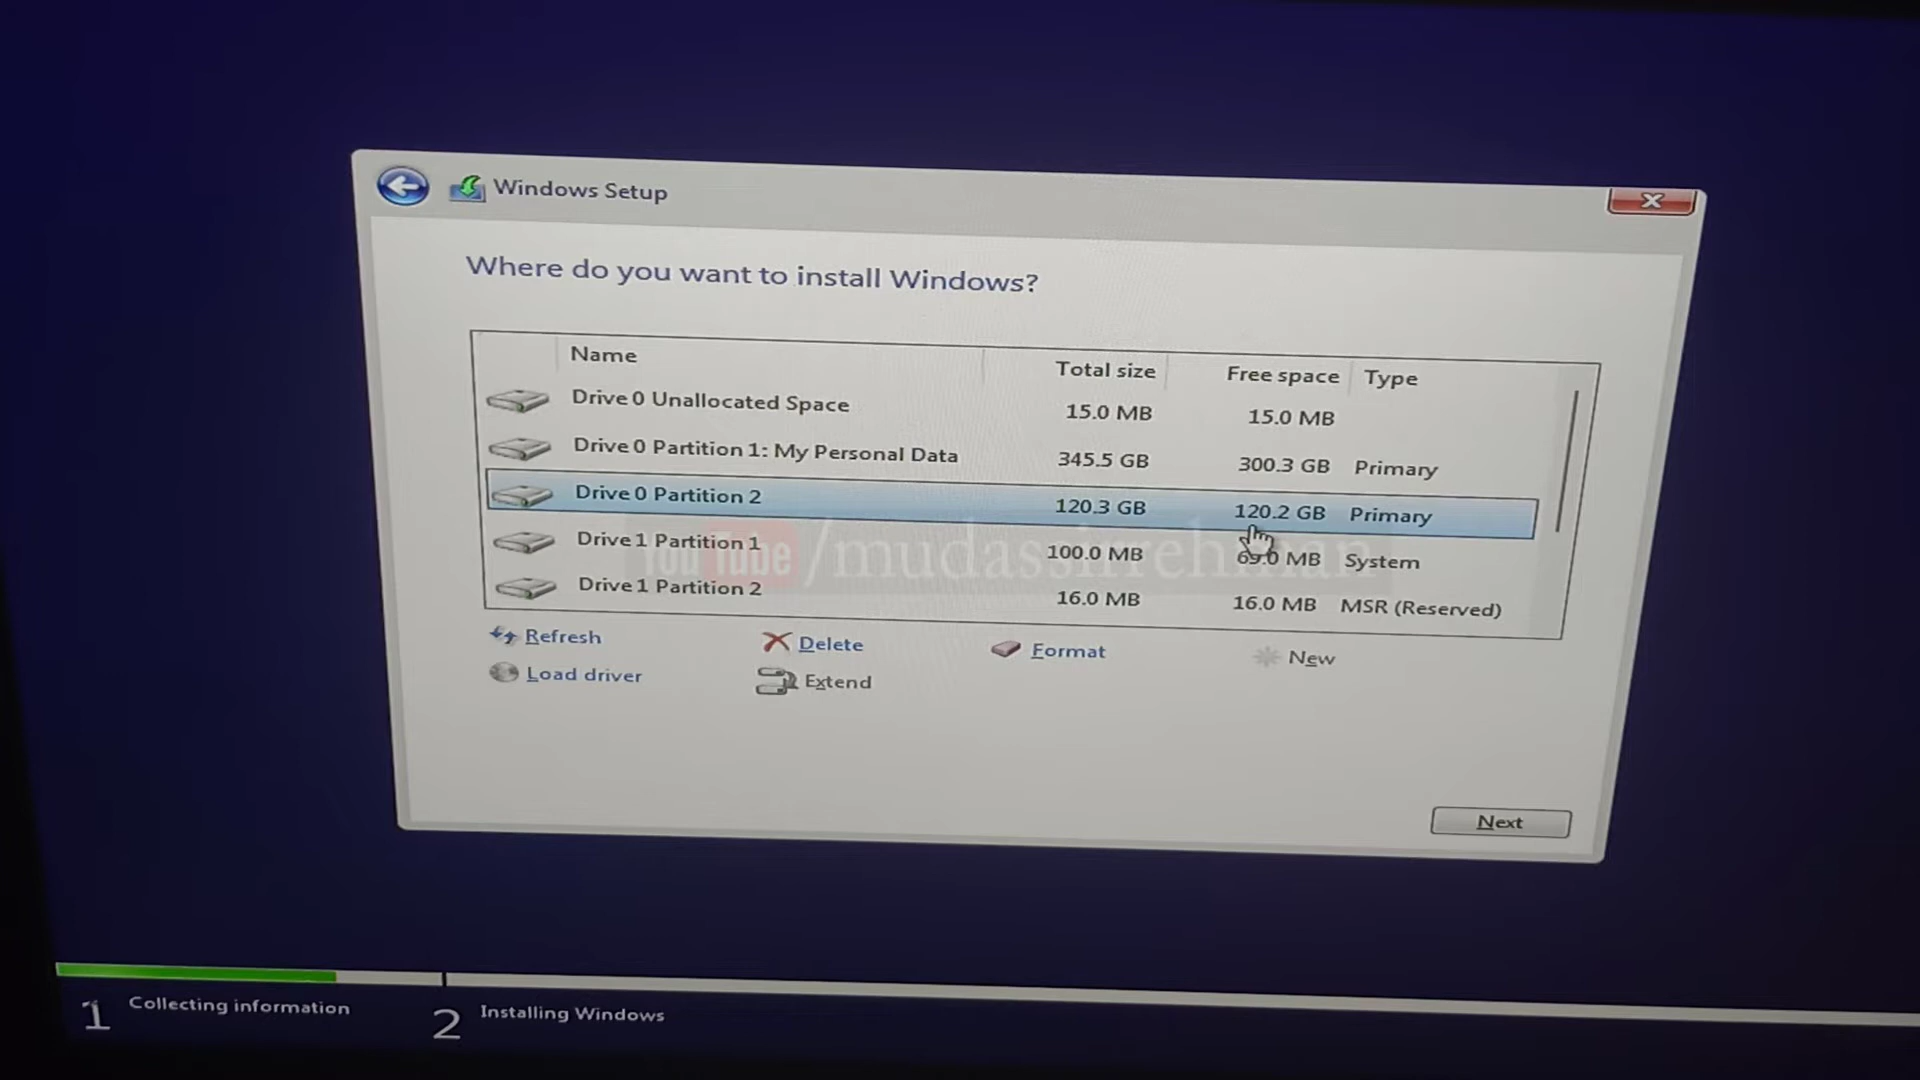 Windows Setup
Where do you want to install Windows?
Name Total size Free space Type
Drive 0 Unallocated Space 15.0 MB 15.0 MB
Drive 0 Partition 1: My Personal Data 345.5 GB 300.3 GB Primary
Drive 0 Partition 2 120.3 GB 120.2 GB Primary
Drive 1 Partition 1 100.0 MB 69.0 MB System
YouTube/mudassirrehman
Drive 1 Partition 2 16.0 MB 16.0 MB MSR (Reserved)
Refresh Delete Format New
Load driver Extend
Next
1 Collecting information 2 Installing Windows